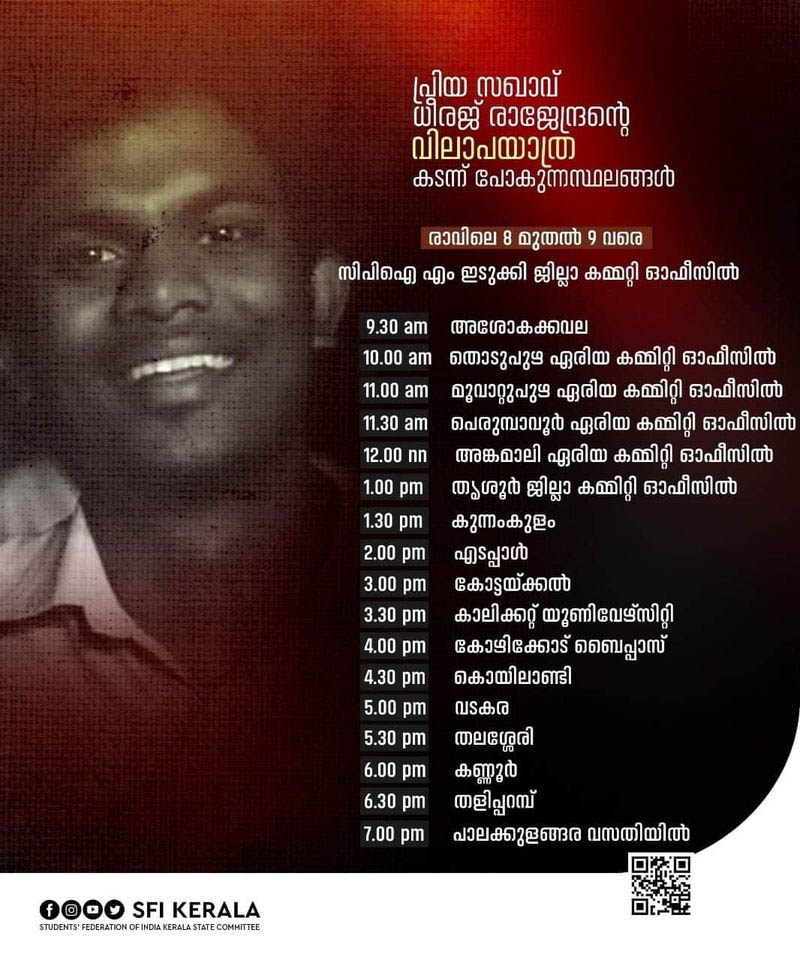 പ്രിയ സഖാവ്
ധീരജ് രാജേന്ദ്രന്റെ
വിലാപയാത്ര
കടന്ന് പോകുന്നസ്ഥലങ്ങൾ
രാവിലെ 8 മുതൽ 9 വരെ
സിപിഐ എം ഇടുക്കി ജില്ലാ കമ്മറ്റി ഓഫീസിൽ
9.30 am അശോകക്കവല
10.00 am തൊടുപുഴ ഏരിയ കമ്മിറ്റി ഓഫീസിൽ
11.00 am മൂവാറ്റുപുഴ ഏരിയ കമ്മിറ്റി ഓഫീസിൽ
11.30 am പെരുമ്പാവൂർ ഏരിയ കമ്മിറ്റി ഓഫീസിൽ
12.00 nn അങ്കമാലി ഏരിയ കമ്മിറ്റി ഓഫീസിൽ
1.00 pm തൃശൂർ ജില്ലാ കമ്മിറ്റി ഓഫീസിൽ
1.30 pm കുന്നംകുളം
2.00 pm എടപ്പാൾ
3.00 pm കോട്ടയ്ക്കൽ
3.30 pm കാലിക്കറ്റ് യൂണിവേഴ്സിറ്റി
4.00 pm കോഴിക്കോട് ബൈപ്പാസ്
4.30 pm കൊയിലാണ്ടി
5.00 pm വടകര
5.30 pm തലശ്ശേരി
6.00 pm കണ്ണൂർ
6.30 pm തളിപ്പറമ്പ്
7.00 pm പാലക്കുളങ്ങര വസതിയിൽ
SFI KERALA
STUDENTS' FEDERATION OF INDIA KERALA STATE COMMITTEE